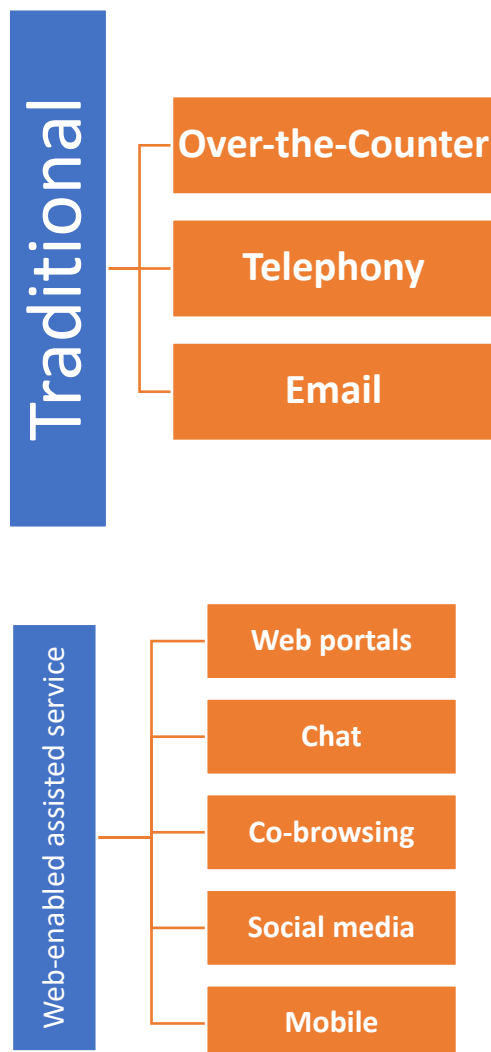 Traditional
Over-the-Counter
Telephony
Email
Web-enabled assisted service
Web portals
Chat
Co-browsing
Social media
Mobile